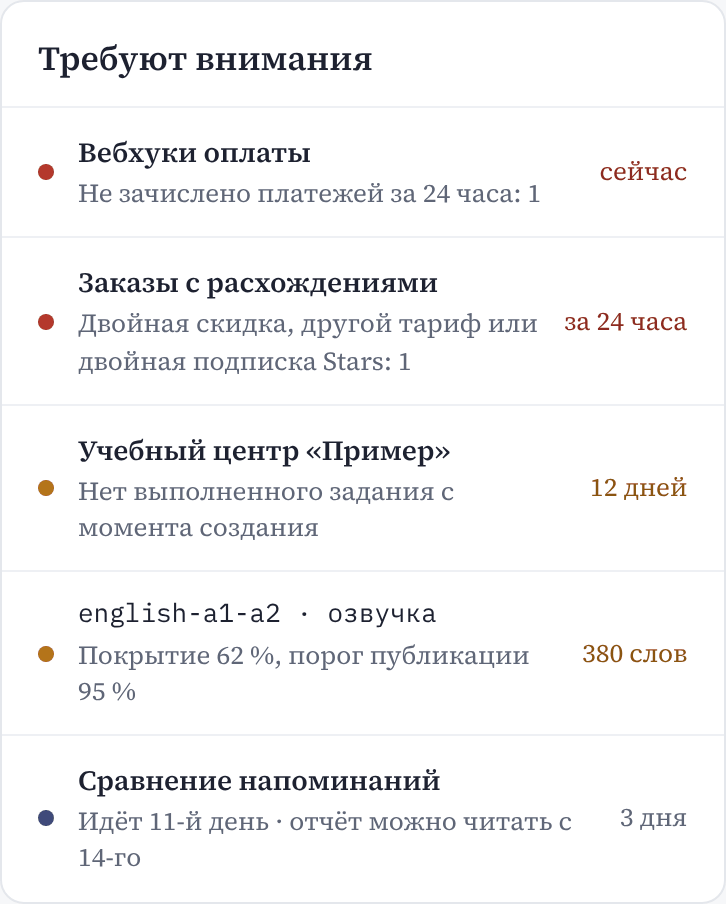 Требуют внимания
Вебхуки оплаты
Не зачислено платежей за 24 часа: 1
сейчас
Заказы с расхождениями
Двойная скидка, другой тариф или
двойная подписка Stars: 1
за 24 часа
Учебный центр «Пример»
Нет выполненного задания с
момента создания
12 дней
english-a1-a2 · озвучка
Покрытие 62 %, порог публикации
95 %
380 слов
Сравнение напоминаний
Идёт 11-й день · отчёт можно читать с
14-го
3 дня